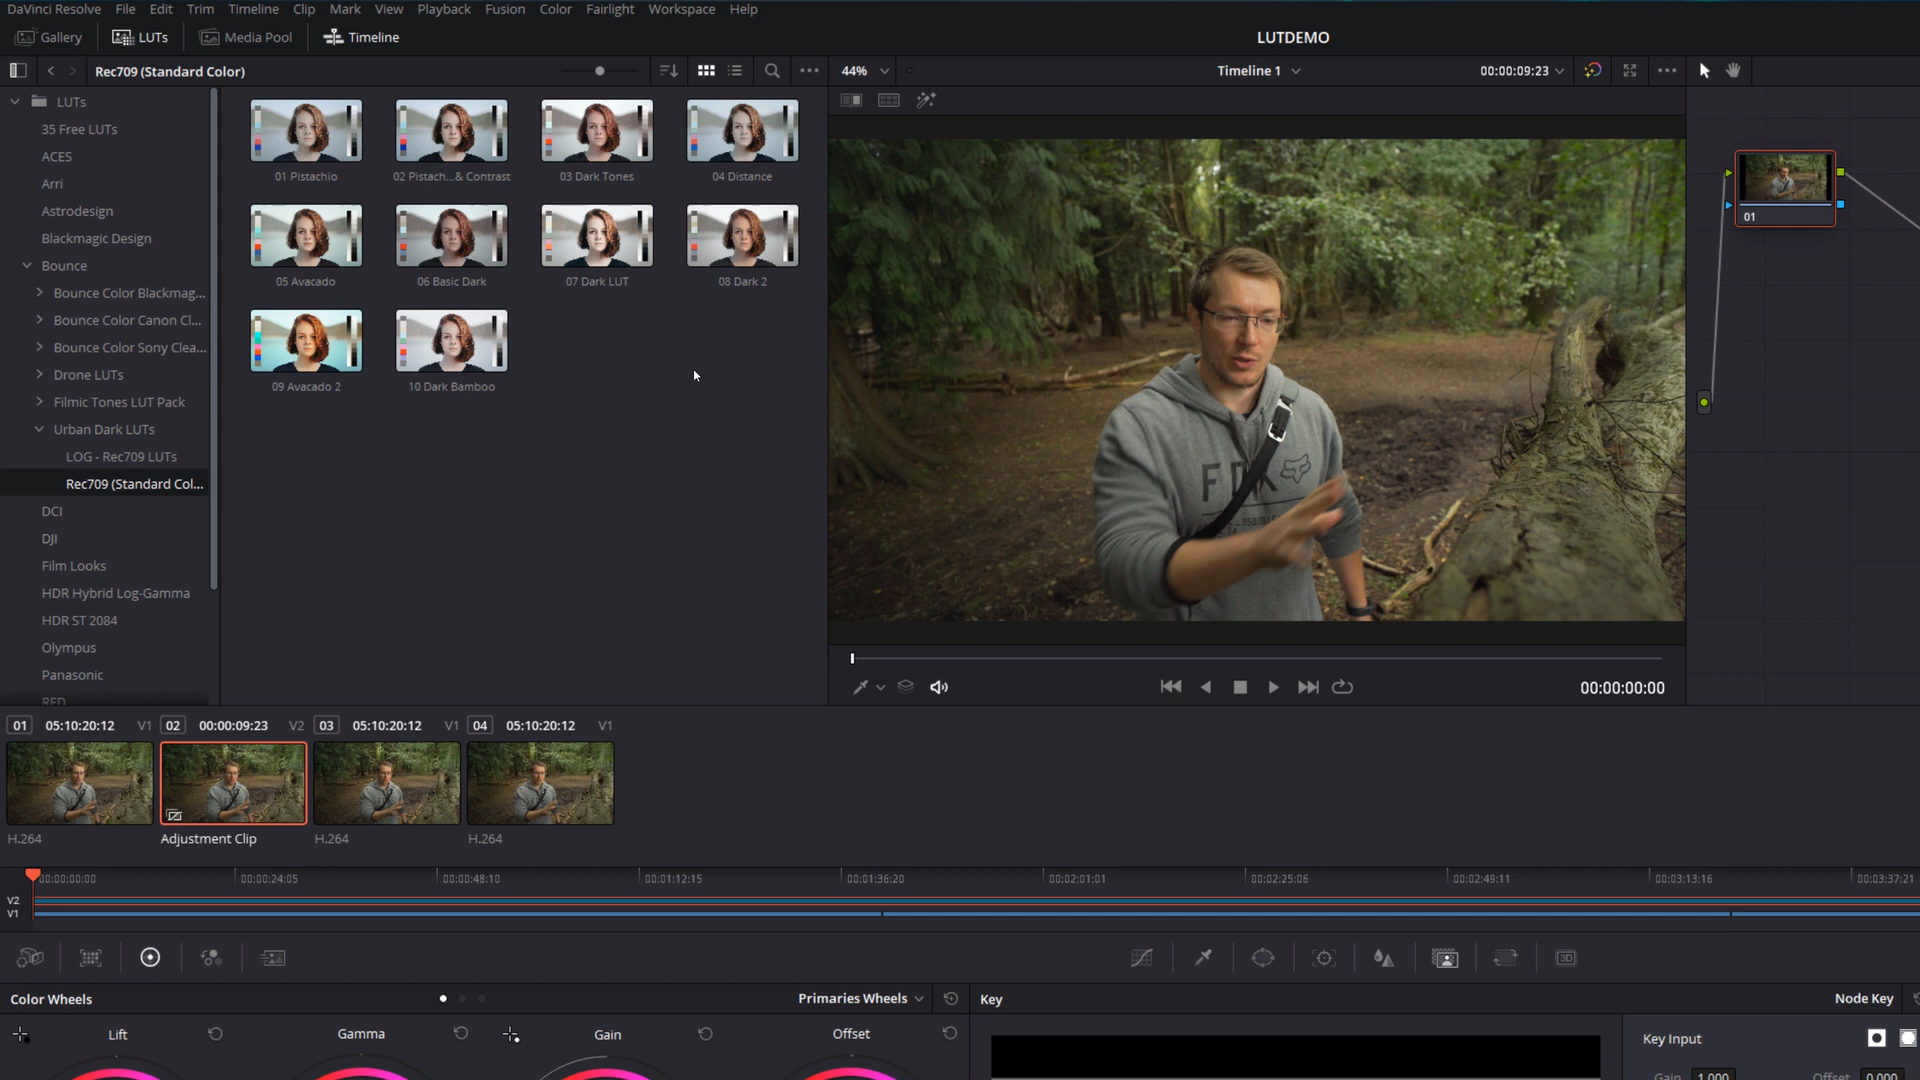 DaVinci Resolve File Edit Trim Timeline Clip Mark View Playback Fusion Color Fairlight Workspace Help
Gallery LUTs Media Pool Timeline LUTDEMO
Rec709 (Standard Color) 44% Timeline 1 00:00:09:23
LUTs
35 Free LUTs
ACES
Arri
Astrodesign
Blackmagic Design
Bounce
Bounce Color Blackmag...
Bounce Color Canon Cl...
Bounce Color Sony Clea...
Drone LUTs
Filmic Tones LUT Pack
Urban Dark LUTs
LOG - Rec709 LUTs
Rec709 (Standard Col...
DCI
DJI
Film Looks
HDR Hybrid Log-Gamma
HDR ST 2084
Olympus
Panasonic
RED
01 Pistachio 02 Pistach...& Contrast 03 Dark Tones 04 Distance
05 Avacado 06 Basic Dark 07 Dark LUT 08 Dark 2
09 Avacado 2 10 Dark Bamboo
01
00:00:00:00
01 05:10:20:12 V1 02 00:00:09:23 V2 03 05:10:20:12 V1 04 05:10:20:12 V1
H.264 Adjustment Clip H.264 H.264
00:00:00:00 00:00:24:05 00:00:48:10 00:01:12:15 00:01:36:20 00:02:01:01 00:02:25:06 00:02:49:11 00:03:13:16 00:03:37:21
V2
V1
3D
Color Wheels Primaries Wheels Key Node Key
Lift Gamma Gain Offset Key Input
Gain 1.000 Offset 0.000